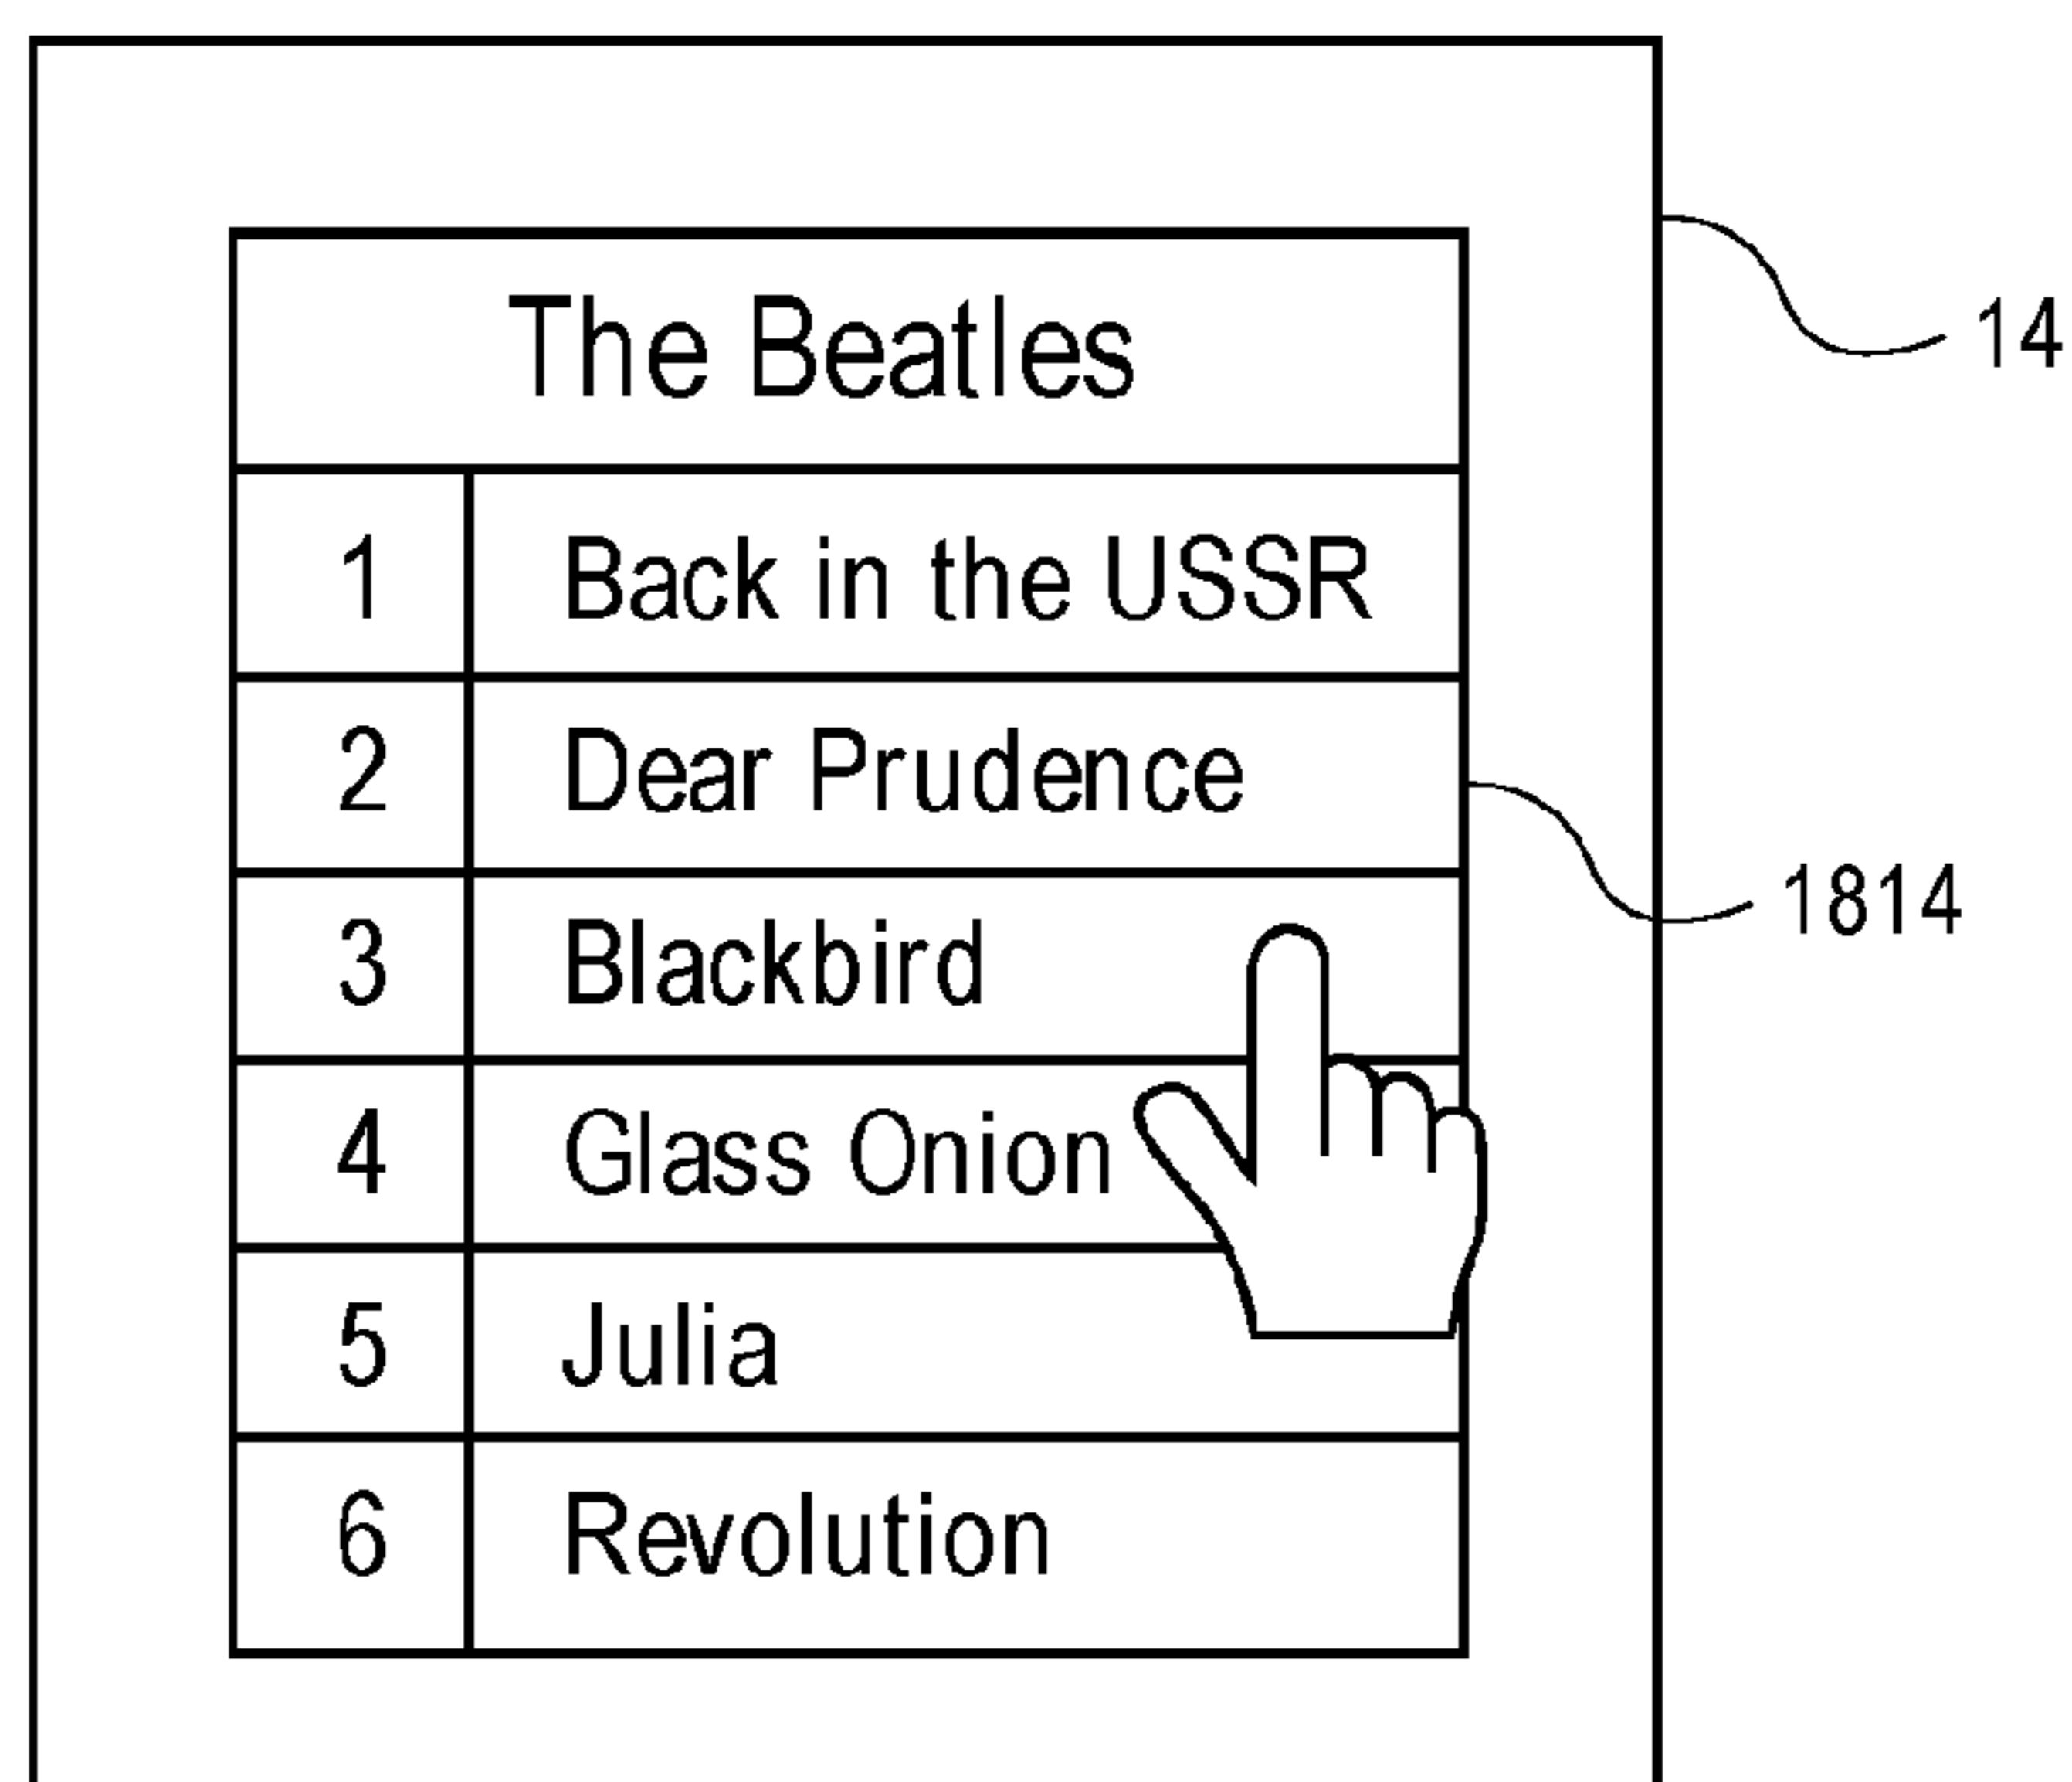 The Beatles
14
1 Back in the USSR
2 Dear Prudence
1814
3 Blackbird
4 Glass Onion
5 Julia
6 Revolution